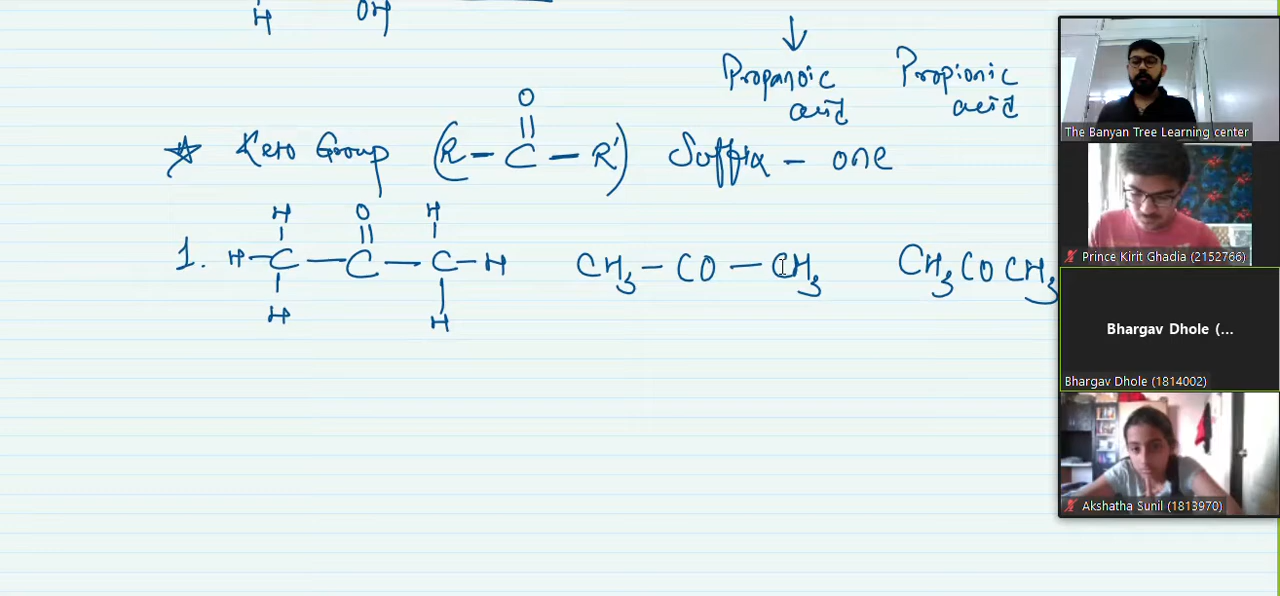 H OH
↓
Propanoic acid Propionic acid
O
||
☆ Keto Group (R – C – R') Suffix – one
H O H
| || |
1. H–C — C — C–H CH₃ – CO – CH₃ CH₃COCH₃
| |
H H
The Banyan Tree Learning center
Prince Kirit Ghadia (2152766)
Bhargav Dhole (...
Bhargav Dhole (1814002)
Akshatha Sunil (1813970)